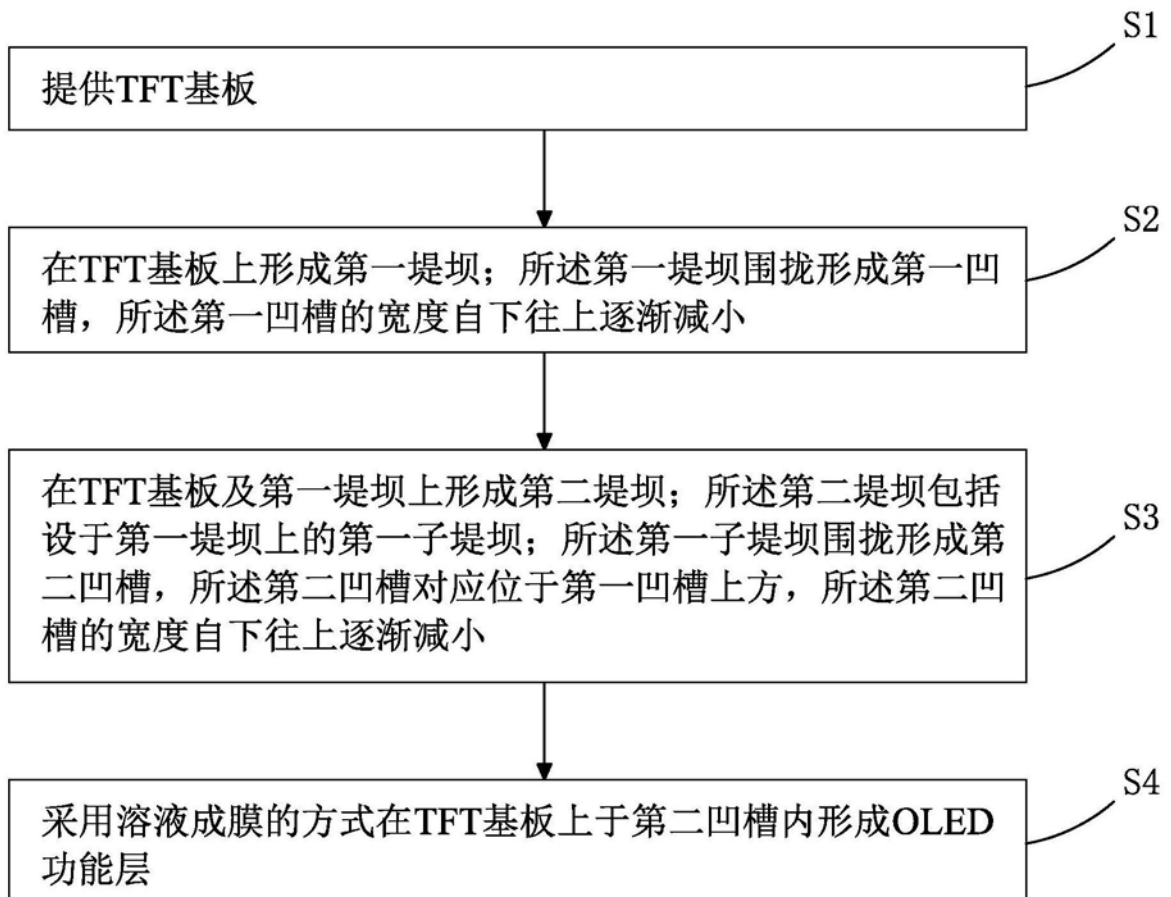 S1
提供TFT基板
S2
在TFT基板上形成第一堤坝；所述第一堤坝围拢形成第一凹
槽，所述第一凹槽的宽度自下往上逐渐减小
在TFT基板及第一堤坝上形成第二堤坝；所述第二堤坝包括
设于第一堤坝上的第一子堤坝；所述第一子堤坝围拢形成第
二凹槽，所述第二凹槽对应位于第一凹槽上方，所述第二凹
槽的宽度自下往上逐渐减小
S3
S4
采用溶液成膜的方式在TFT基板上于第二凹槽内形成OLED
功能层